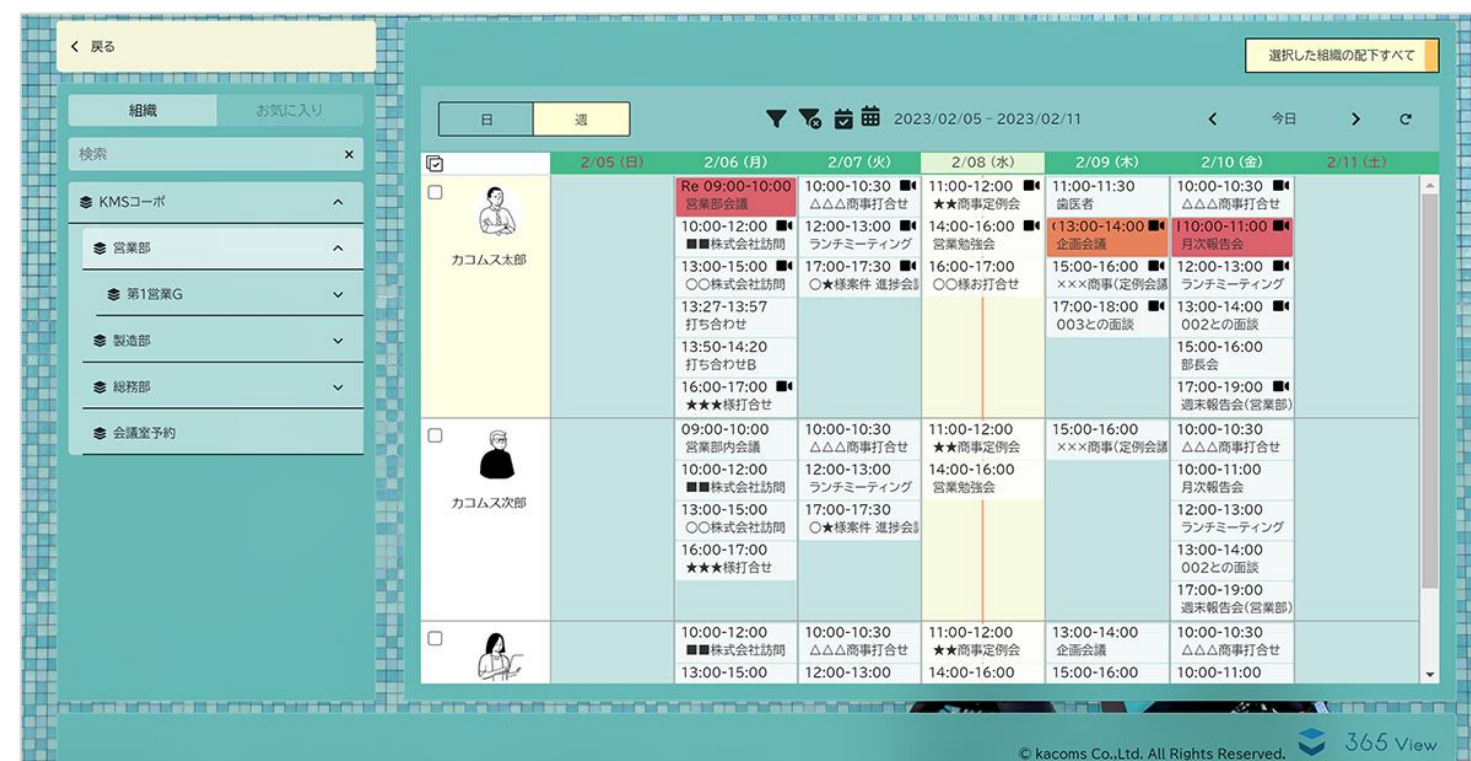 戻る
選択した組織の配下すべて
組織
お気に入り
検索
KMSコーポ
営業部
第1営業G
製造部
総務部
会議室予約
日
週
2023/02/05 – 2023/02/11
今日
2/05 (日)
2/06 (月)
2/07 (火)
2/08 (水)
2/09 (木)
2/10 (金)
2/11 (土)
カコムス太郎
Re 09:00-10:00
営業部会議
10:00-12:00
■■株式会社訪問
13:00-15:00
○○株式会社訪問
13:27-13:57
打ち合わせ
13:50-14:20
打ち合わせB
16:00-17:00
★★★様打合せ
10:00-10:30
△△△商事打合せ
12:00-13:00
ランチミーティング
17:00-17:30
○★様案件 進捗会
11:00-12:00
★★商事定例会
14:00-16:00
営業勉強会
16:00-17:00
○○様お打合せ
11:00-11:30
歯医者
13:00-14:00
企画会議
15:00-16:00
×××商事(定例会議
17:00-18:00
003との面談
10:00-10:30
△△△商事打合せ
10:00-11:00
月次報告会
12:00-13:00
ランチミーティング
13:00-14:00
002との面談
15:00-16:00
部長会
17:00-19:00
週末報告会(営業部)
カコムス次郎
09:00-10:00
営業部内会議
10:00-12:00
■■株式会社訪問
13:00-15:00
○○株式会社訪問
16:00-17:00
★★★様打合せ
10:00-10:30
△△△商事打合せ
12:00-13:00
ランチミーティング
17:00-17:30
○★様案件 進捗会
11:00-12:00
★★商事定例会
14:00-16:00
営業勉強会
15:00-16:00
×××商事(定例会議
10:00-10:30
△△△商事打合せ
10:00-11:00
月次報告会
12:00-13:00
ランチミーティング
13:00-14:00
002との面談
17:00-19:00
週末報告会(営業部)
10:00-12:00
■■株式会社訪問
13:00-15:00
10:00-10:30
△△△商事打合せ
12:00-13:00
11:00-12:00
★★商事定例会
14:00-16:00
13:00-14:00
企画会議
15:00-16:00
10:00-10:30
△△△商事打合せ
10:00-11:00
© kacoms Co.,Ltd. All Rights Reserved.
365 View